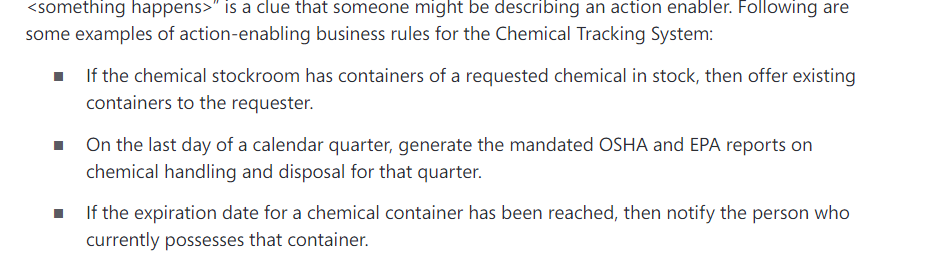 <something happens>" is a clue that someone might be describing an action enabler. Following are
some examples of action-enabling business rules for the Chemical Tracking System:
■ If the chemical stockroom has containers of a requested chemical in stock, then offer existing
containers to the requester.
■ On the last day of a calendar quarter, generate the mandated OSHA and EPA reports on
chemical handling and disposal for that quarter.
■ If the expiration date for a chemical container has been reached, then notify the person who
currently possesses that container.